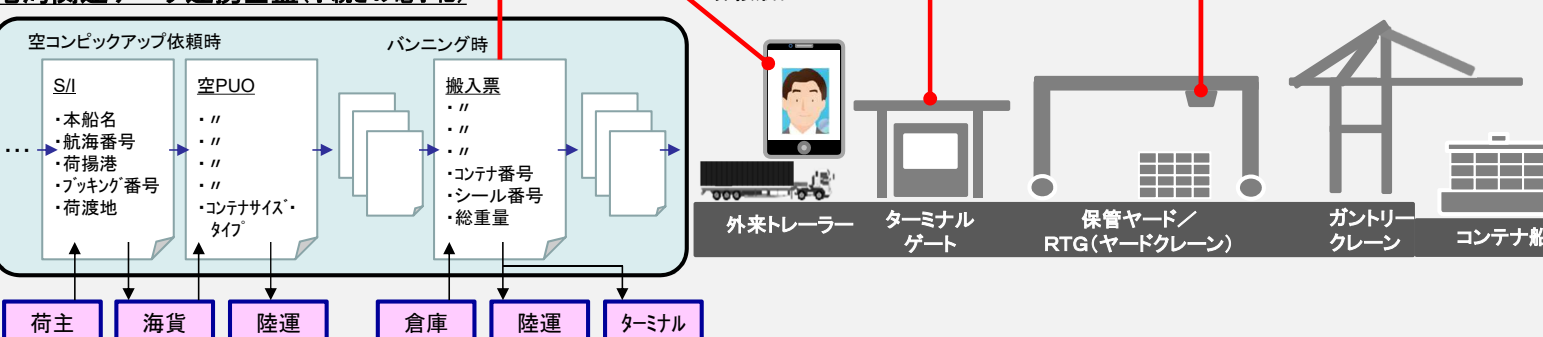 空コンピックアップ依頼時
バンニング時
S/I
・本船名
・航海番号
・荷揚港
・ブッキング番号
・荷渡地
空PUO
・〃
・〃
・〃
・〃
・コンテナサイズ・
タイプ
搬入票
・〃
・〃
・〃
・コンテナ番号
・シール番号
・総重量
…
荷主
海貨
陸運
倉庫
陸運
ターミナル
外来トレーラー
ターミナル
ゲート
保管ヤード／
RTG(ヤードクレーン)
ガントリー
クレーン
コンテナ船